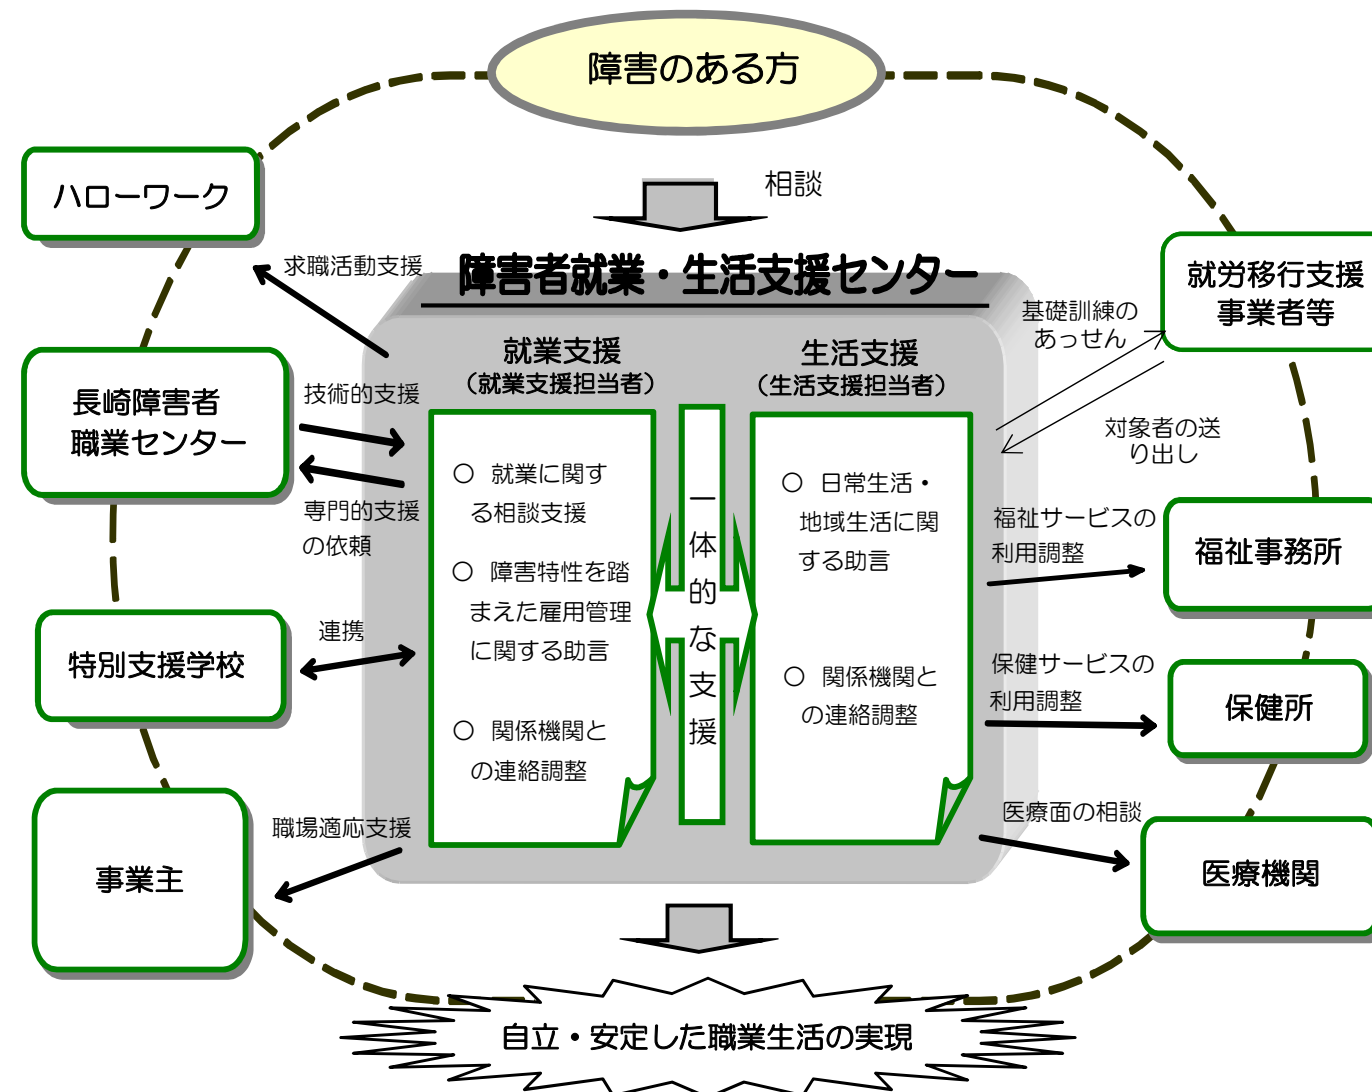 障害のある方
相談
ハローワーク
求職活動支援
障害者就業・生活支援センター
就労移行支援
事業者等
基礎訓練の
あっせん
対象者の送
り出し
長崎障害者
職業センター
技術的支援
専門的支援
の依頼
就業支援
（就業支援担当者）
○ 就業に関す
る相談支援
○ 障害特性を踏
まえた雇用管理
に関する助言
○ 関係機関と
の連絡調整
一体的な支援
生活支援
（生活支援担当者）
○ 日常生活・
地域生活に関
する助言
○ 関係機関と
の連絡調整
福祉サービスの
利用調整
福祉事務所
特別支援学校
連携
保健サービスの
利用調整
保健所
事業主
職場適応支援
医療面の相談
医療機関
自立・安定した職業生活の実現